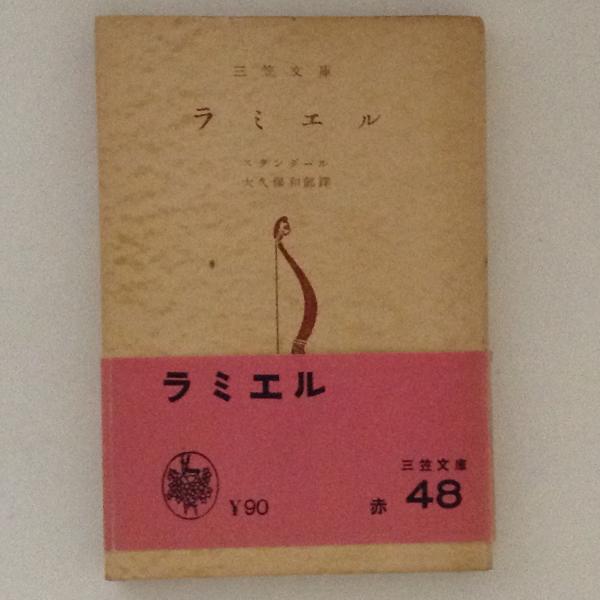 三笠文庫
ラミエル
スタンダール
大久保和郎譯
ラミエル
三笠文庫
¥90
赤 48